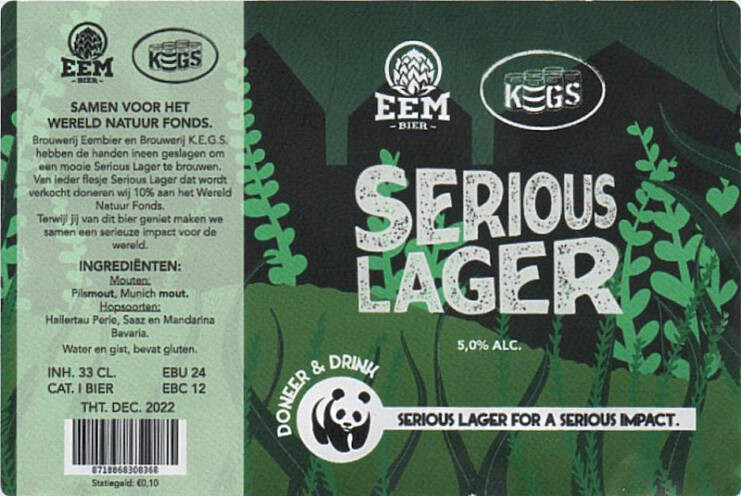 EEM
- BIER -
KEGS
SAMEN VOOR HET
WERELD NATUUR FONDS.
Brouwerij Eembier en Brouwerij K.E.G.S.
hebben de handen ineen geslagen om
een mooie Serious Lager te brouwen.
Van ieder flesje Serious Lager dat wordt
verkocht doneren wij 10% aan het Wereld
Natuur Fonds.
Terwijl jij van dit bier geniet maken we
samen een serieuze impact voor de
wereld.
INGREDIËNTEN:
Mouten:
Pilsmout, Munich mout.
Hopsoorten:
Hallertau Perle, Saaz en Mandarina
Bavaria.
Water en gist, bevat gluten.
INH. 33 CL. EBU 24
CAT. I BIER EBC 12
THT. DEC. 2022
8718868308368
Statiegeld: €0,10
EEM
- BIER -
KEGS
SERIOUS
LAGER
5,0% ALC.
DONEER & DRINK
SERIOUS LAGER FOR A SERIOUS IMPACT.